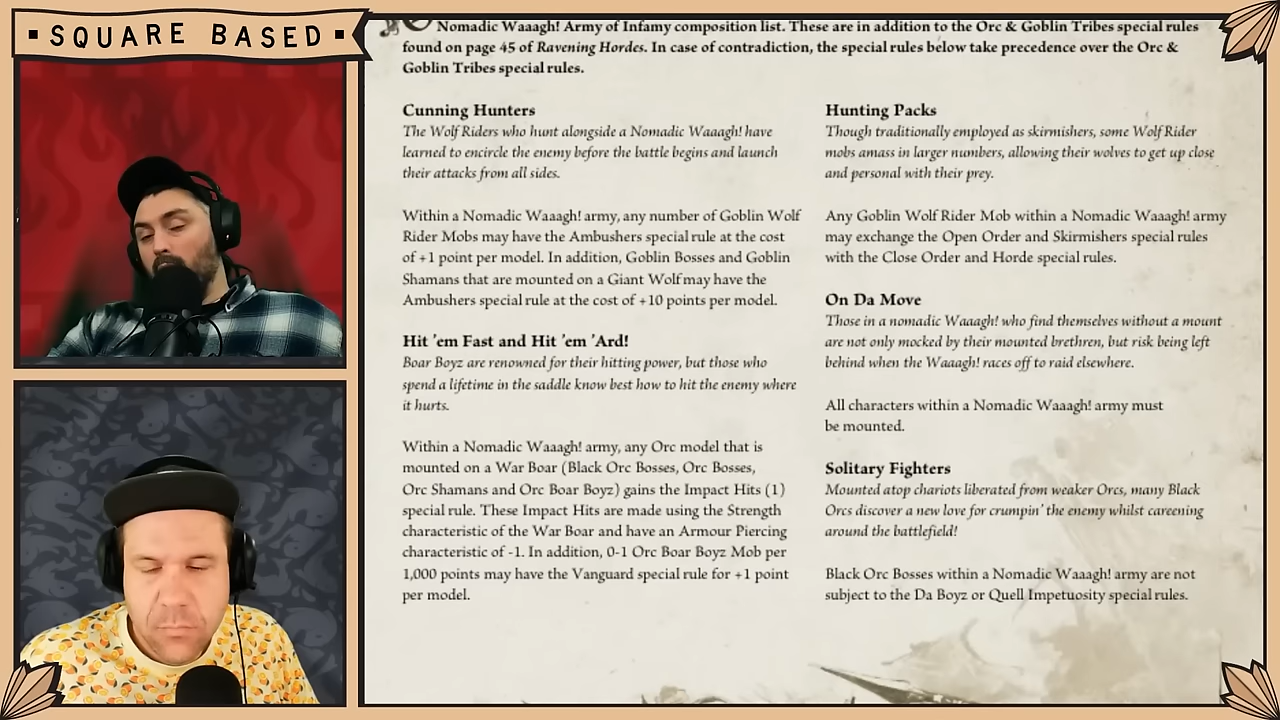 SQUARE BASED
Nomadic Waaagh! Army of Infamy composition list. These are in addition to the Orc & Goblin Tribes special rules
found on page 45 of Ravening Hordes. In case of contradiction, the special rules below take precedence over the Orc &
Goblin Tribes special rules.
Cunning Hunters
The Wolf Riders who hunt alongside a Nomadic Waaagh! have
learned to encircle the enemy before the battle begins and launch
their attacks from all sides.
Within a Nomadic Waaagh! army, any number of Goblin Wolf
Rider Mobs may have the Ambushers special rule at the cost
of +1 point per model. In addition, Goblin Bosses and Goblin
Shamans that are mounted on a Giant Wolf may have the
Ambushers special rule at the cost of +10 points per model.
Hit 'em Fast and Hit 'em 'Ard!
Boar Boyz are renowned for their hitting power, but those who
spend a lifetime in the saddle know best how to hit the enemy where
it hurts.
Within a Nomadic Waaagh! army, any Orc model that is
mounted on a War Boar (Black Orc Bosses, Orc Bosses,
Orc Shamans and Orc Boar Boyz) gains the Impact Hits (1)
special rule. These Impact Hits are made using the Strength
characteristic of the War Boar and have an Armour Piercing
characteristic of -1. In addition, 0-1 Orc Boar Boyz Mob per
1,000 points may have the Vanguard special rule for +1 point
per model.
Hunting Packs
Though traditionally employed as skirmishers, some Wolf Rider
mobs amass in larger numbers, allowing their wolves to get up close
and personal with their prey.
Any Goblin Wolf Rider Mob within a Nomadic Waaagh! army
may exchange the Open Order and Skirmishers special rules
with the Close Order and Horde special rules.
On Da Move
Those in a nomadic Waaagh! who find themselves without a mount
are not only mocked by their mounted brethren, but risk being left
behind when the Waaagh! races off to raid elsewhere.
All characters within a Nomadic Waaagh! army must
be mounted.
Solitary Fighters
Mounted atop chariots liberated from weaker Orcs, many Black
Orcs discover a new love for crumpin' the enemy whilst careening
around the battlefield!
Black Orc Bosses within a Nomadic Waaagh! army are not
subject to the Da Boyz or Quell Impetuosity special rules.